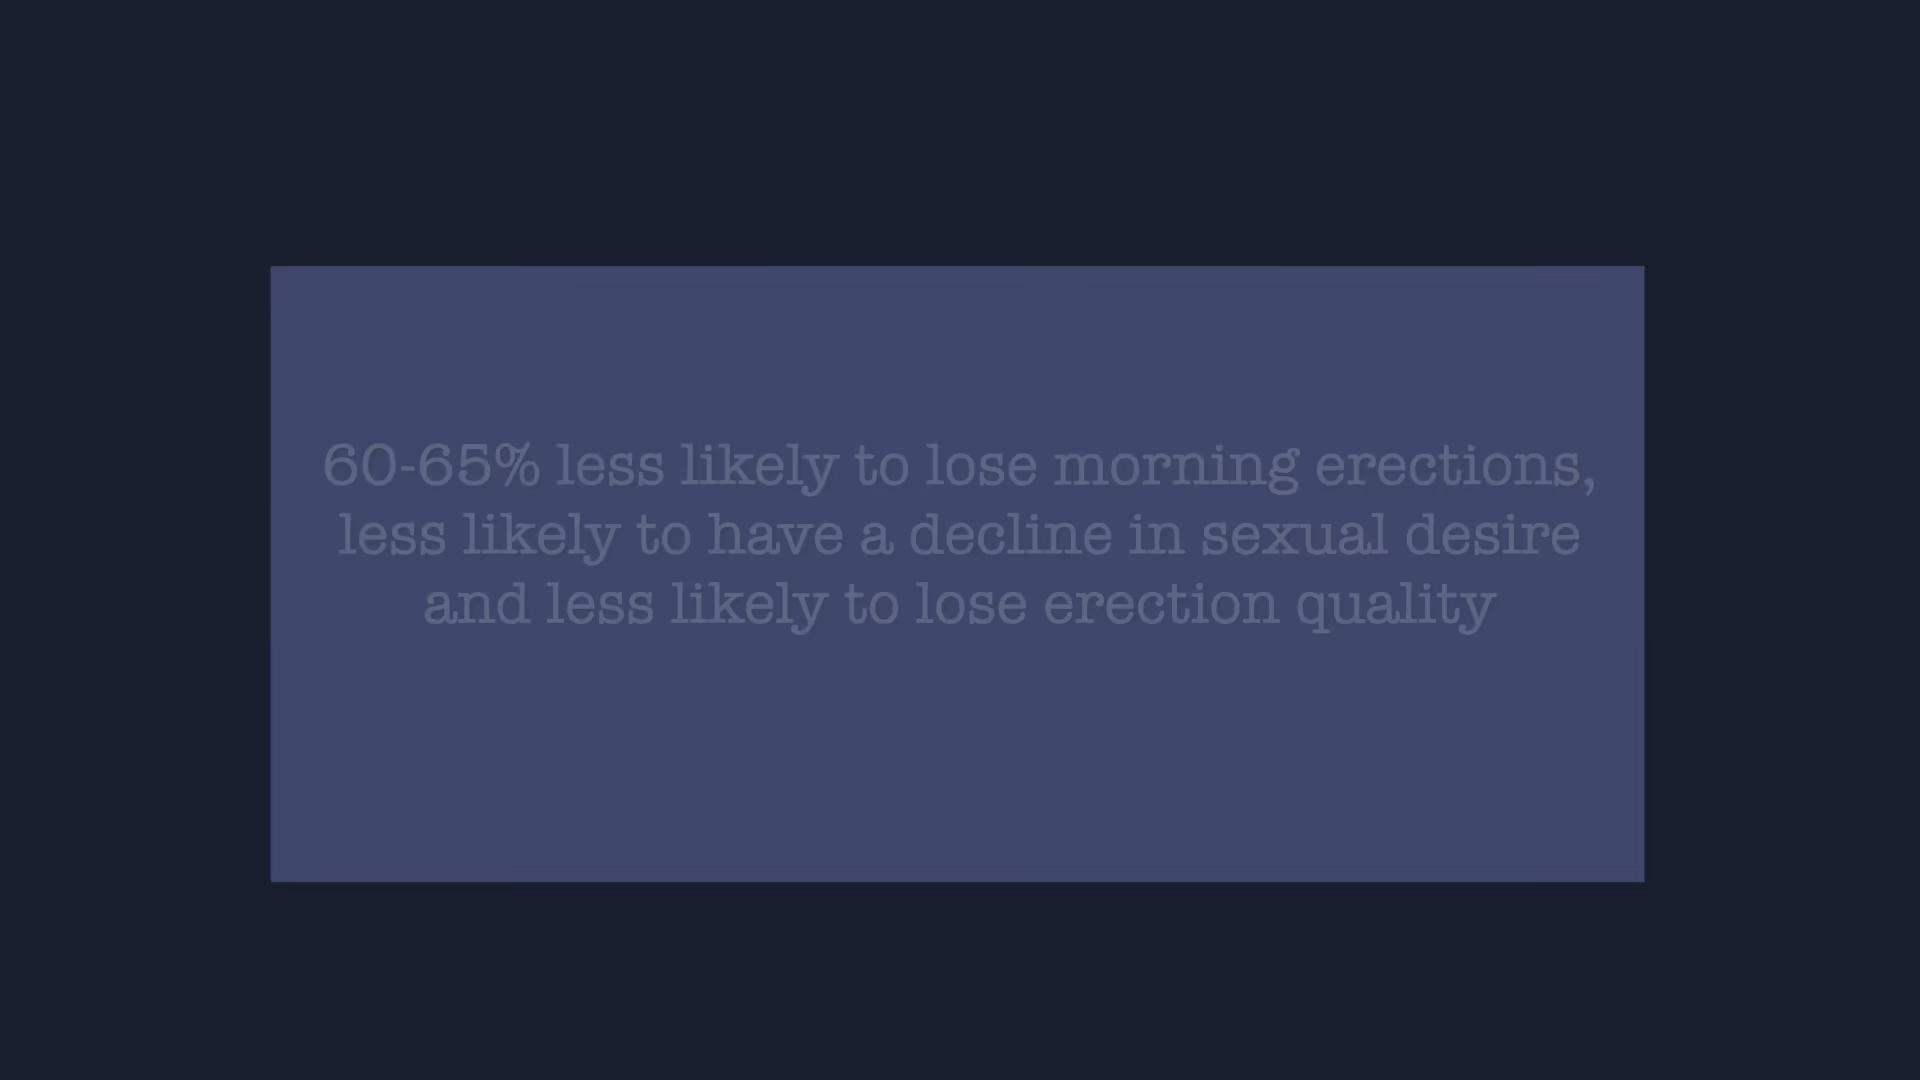 60-65% less likely to lose morning erections,
less likely to have a decline in sexual desire
and less likely to lose erection quality